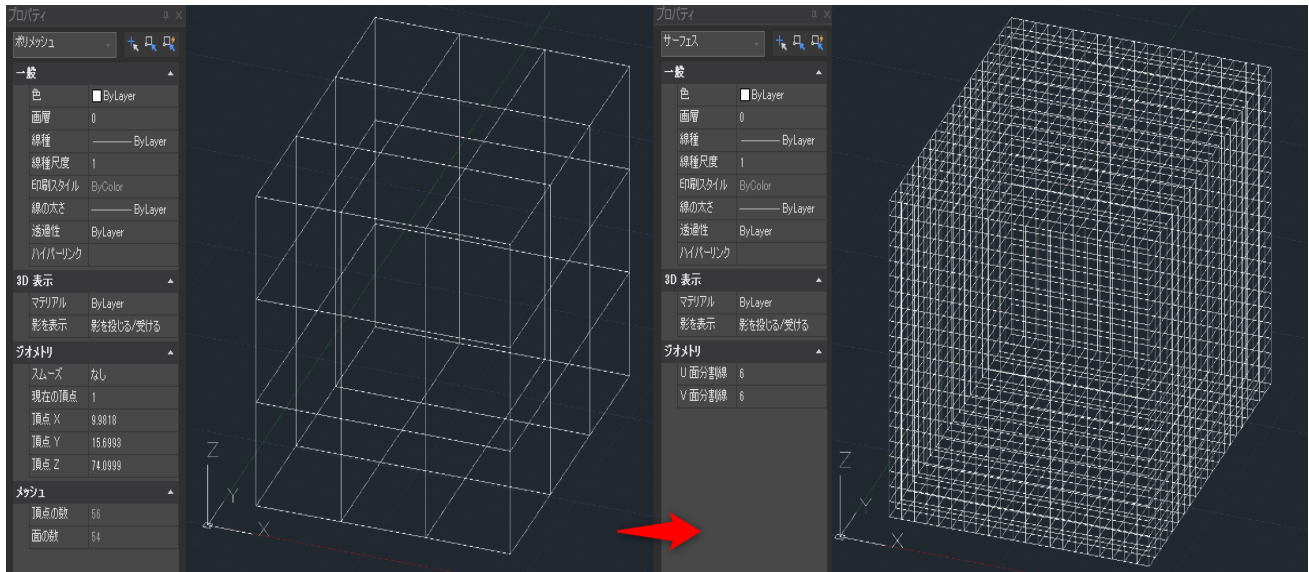 プロパティ
ポリメッシュ
一般
色 ByLayer
画層 0
線種 ByLayer
線種尺度 1
印刷スタイル ByColor
線の太さ ByLayer
透過性 ByLayer
ハイパーリンク
3D 表示
マテリアル ByLayer
影を表示 影を投じる/受ける
ジオメトリ
スムーズ なし
現在の頂点 1
頂点 X 9.9818
頂点 Y 15.6993
頂点 Z 74.0999
メッシュ
頂点の数 56
面の数 54
Z
Y
X
プロパティ
サーフェス
一般
色 ByLayer
画層 0
線種 ByLayer
線種尺度 1
印刷スタイル ByColor
線の太さ ByLayer
透過性 ByLayer
ハイパーリンク
3D 表示
マテリアル ByLayer
影を表示 影を投じる/受ける
ジオメトリ
U 面分割線 6
V 面分割線 6
Z
Y
X